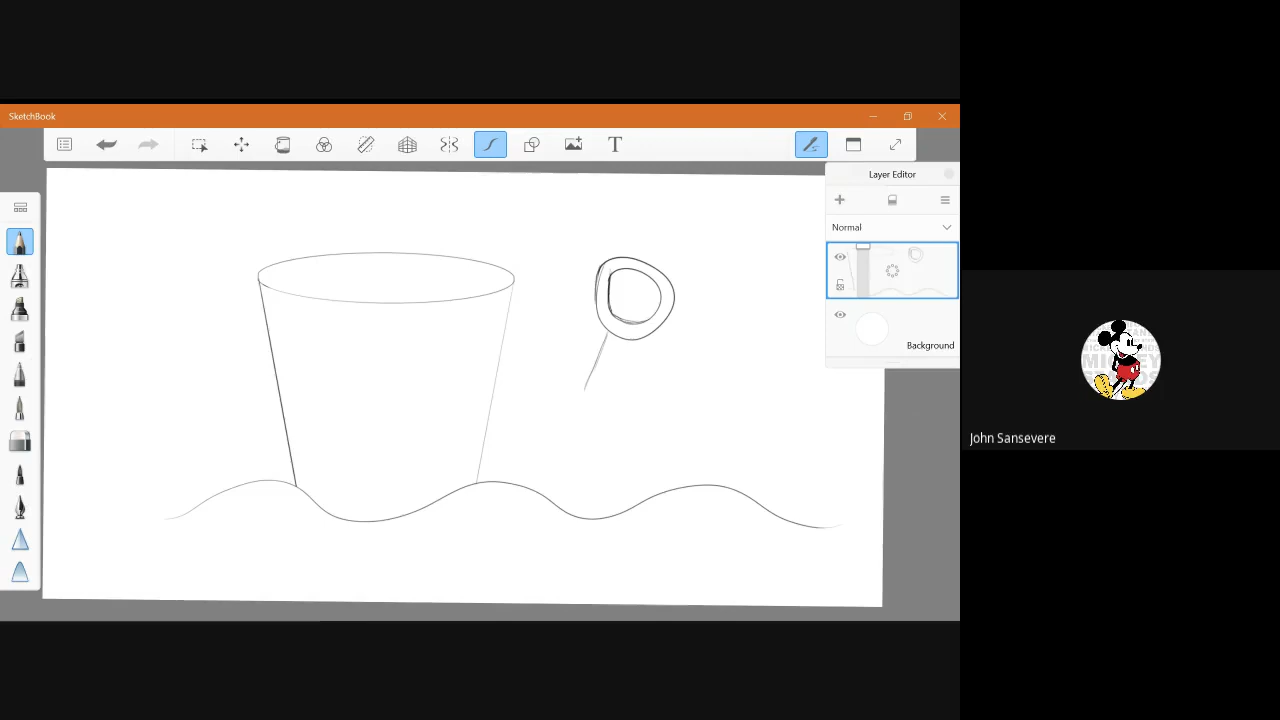 SketchBook
T
Layer Editor
Normal
Background
John Sansevere